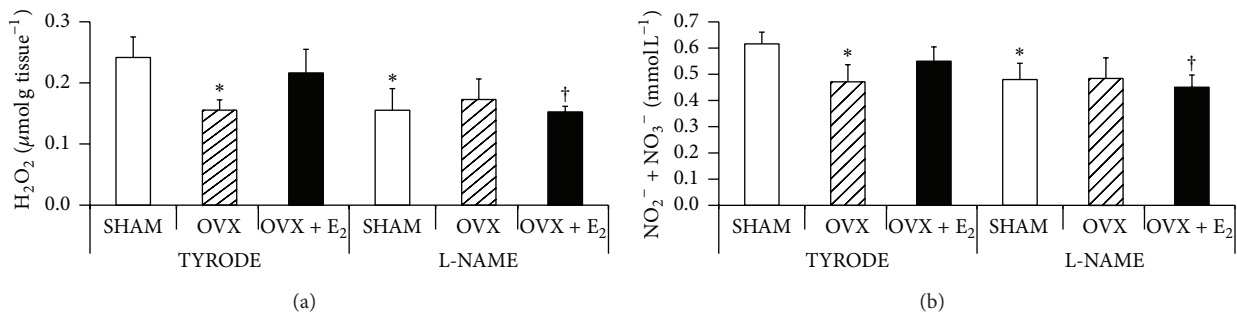 H₂O₂ (μmol g tissue⁻¹)
0.3
0.2
0.1
0.0
*
*
†
SHAM OVX OVX + E₂ SHAM OVX OVX + E₂
TYRODE L-NAME
(a)
NO₂⁻ + NO₃⁻ (mmol L⁻¹)
0.7
0.6
0.5
0.4
0.3
0.2
0.1
0.0
*
*
†
SHAM OVX OVX + E₂ SHAM OVX OVX + E₂
TYRODE L-NAME
(b)